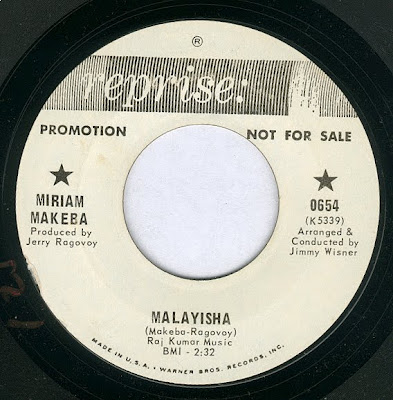 ®
reprise:
PROMOTION
NOT FOR SALE
MIRIAM
MAKEBA
Produced by
Jerry Ragovoy
0654
(K5339)
Arranged &
Conducted by
Jimmy Wisner
MALAYISHA
(Makeba-Ragovoy)
Raj Kumar Music
BMI - 2:32
MADE IN U.S.A. • WARNER BROS. RECORDS, INC.